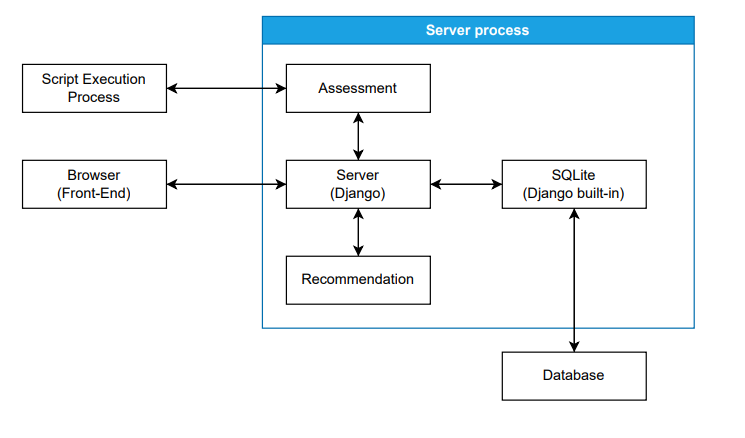 Server process
Script Execution
Process
Assessment
Browser
(Front-End)
Server
(Django)
SQLite
(Django built-in)
Recommendation
Database